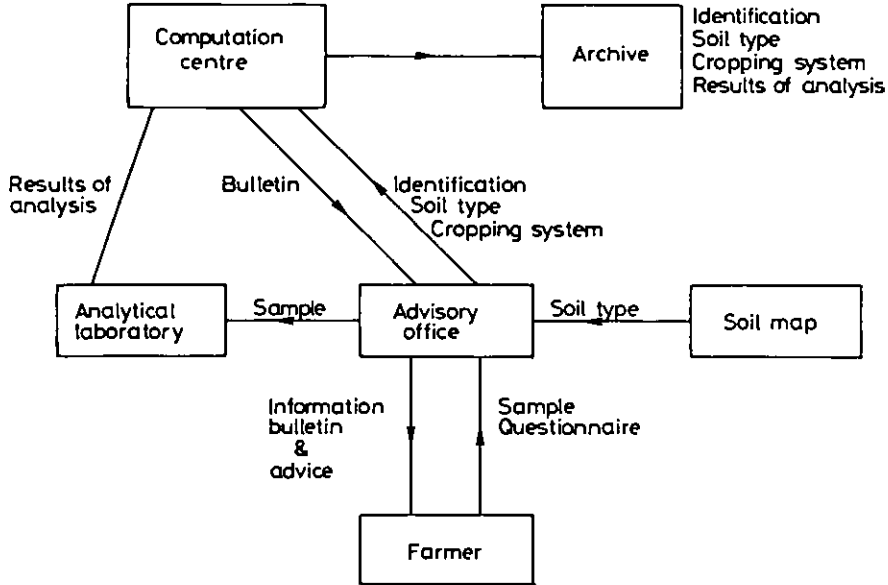 Computation
centre
Archive
Identification
Soil type
Cropping system
Results of analysis
Results of
analysis
Bulletin
Identification
Soil type
Cropping system
Analytical
laboratory
Sample
Advisory
office
Soil type
Soil map
Information
bulletin
&
advice
Sample
Questionnaire
Farmer